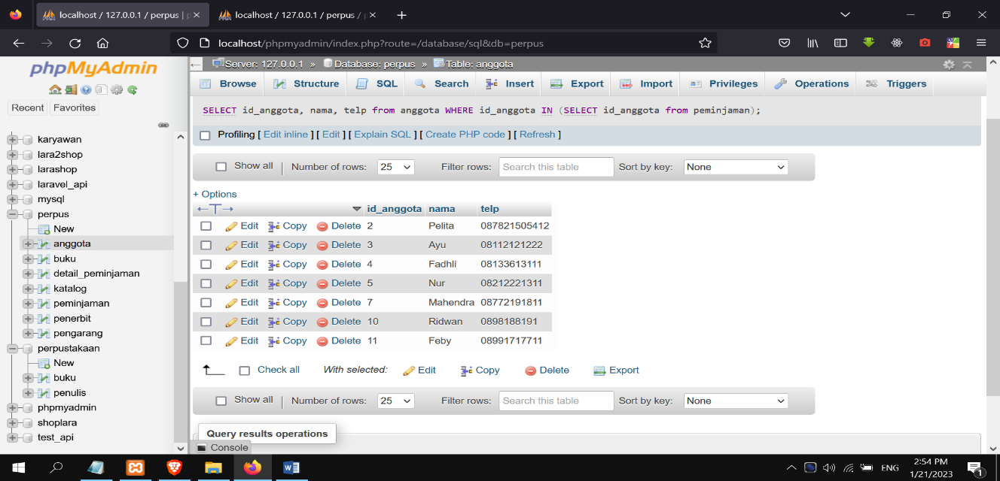 localhost / 127.0.0.1 / perpus | p
localhost / 127.0.0.1 / perpus / p
localhost/phpmyadmin/index.php?route=/database/sql&db=perpus
phpMyAdmin
Recent Favorites
karyawan
lara2shop
larashop
laravel_api
mysql
perpus
New
anggota
buku
detail_peminjaman
katalog
peminjaman
penerbit
pengarang
perpustakaan
New
buku
penulis
phpmyadmin
shoplara
test_api
Server: 127.0.0.1 » Database: perpus » Table: anggota
Browse Structure SQL Search Insert Export Import Privileges Operations Triggers
SELECT id_anggota, nama, telp from anggota WHERE id_anggota IN (SELECT id_anggota from peminjaman);
Profiling [ Edit inline ] [ Edit ] [ Explain SQL ] [ Create PHP code ] [ Refresh ]
Show all | Number of rows: 25 Filter rows: Search this table Sort by key: None
+ Options
←T→ id_anggota nama telp
Edit Copy Delete 2 Pelita 087821505412
Edit Copy Delete 3 Ayu 08112121222
Edit Copy Delete 4 Fadhli 08133613111
Edit Copy Delete 5 Nur 08212221311
Edit Copy Delete 7 Mahendra 08772191811
Edit Copy Delete 10 Ridwan 0898188191
Edit Copy Delete 11 Feby 08991717711
Check all With selected: Edit Copy Delete Export
Show all | Number of rows: 25 Filter rows: Search this table Sort by key: None
Query results operations
Console
ENG
2:54 PM
1/21/2023
1